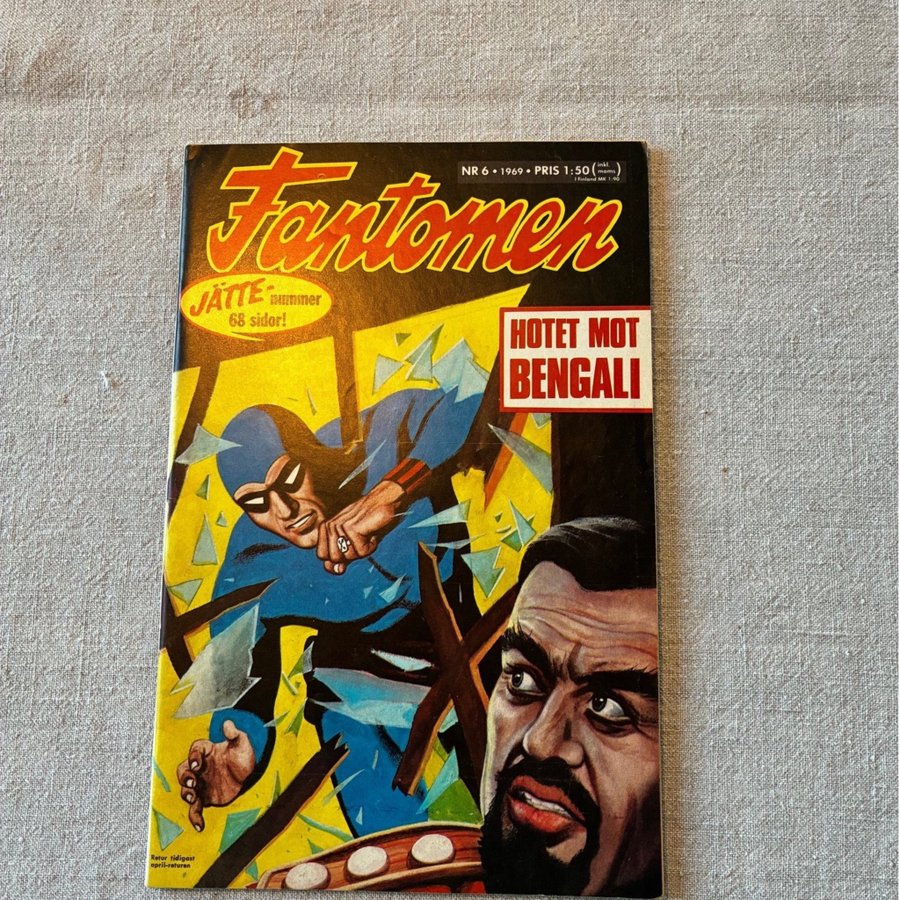 NR 6 • 1969 • PRIS 1:50 (inkl. moms)
I Finland MK 1.90
Fantomen
JÄTTE-nummer
68 sidor!
HOTET MOT
BENGALI
Retur tidigast
april-returen